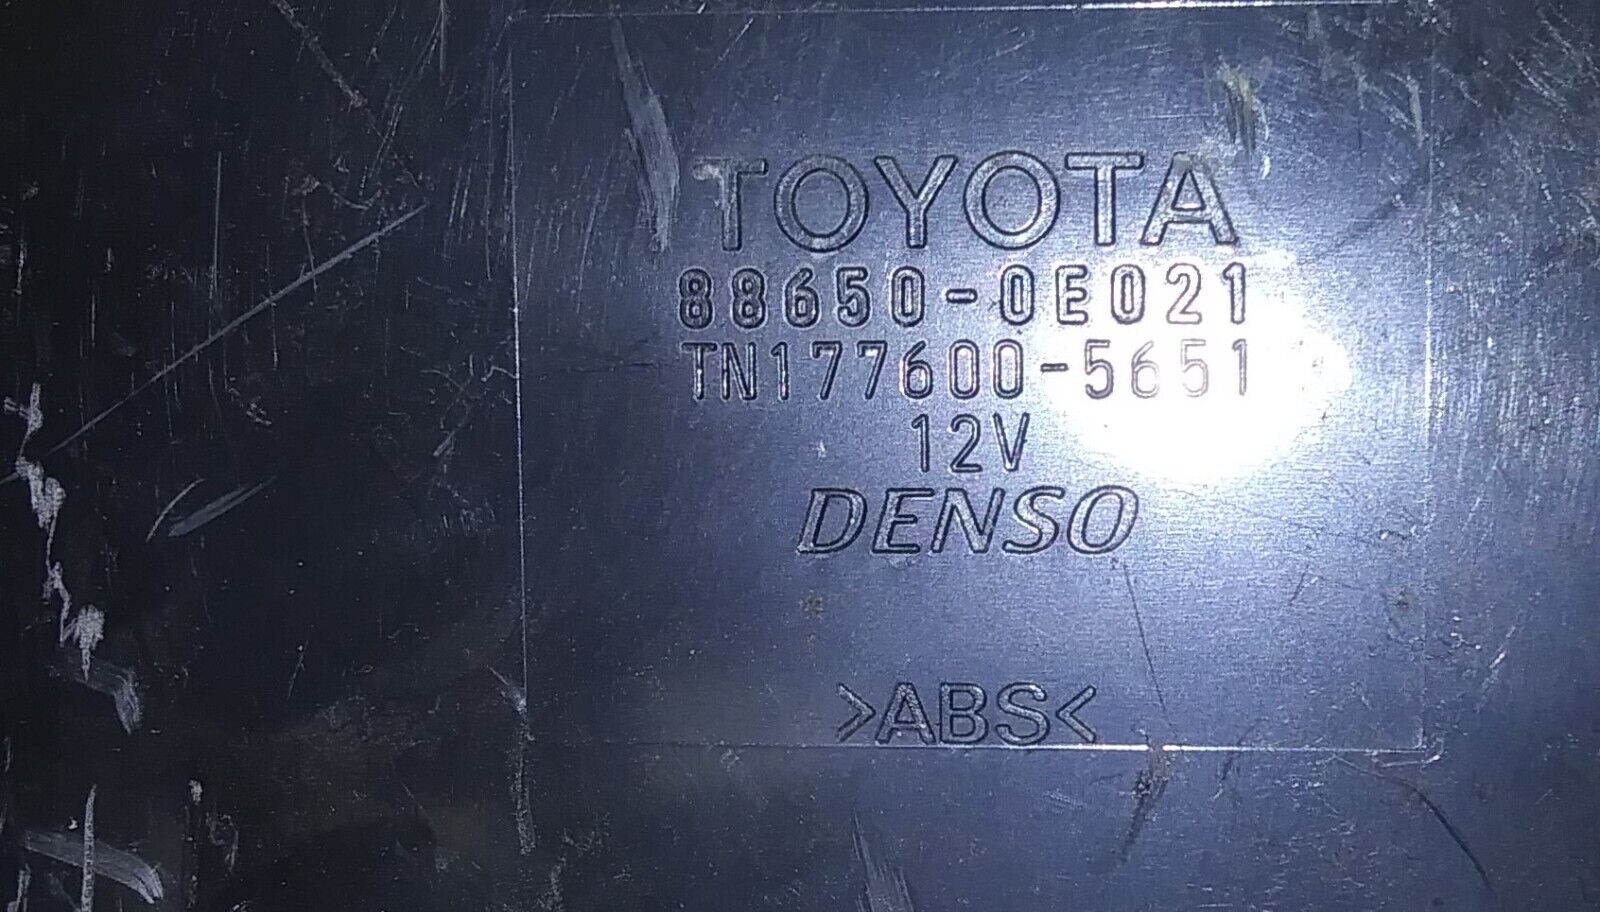 TOYOTA
88650-0E021
TN177600-5651
12V
DENSO
>ABS<